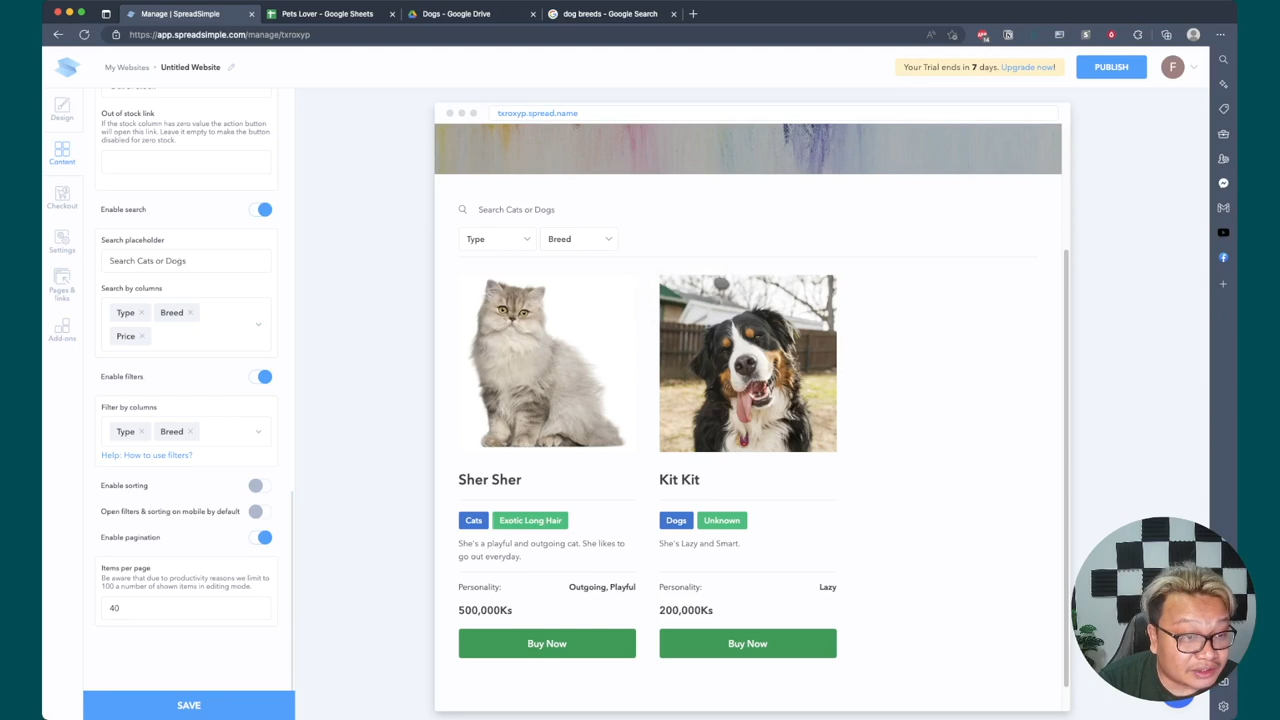 Manage | SpreadSimple
Pets Lover - Google Sheets
Dogs - Google Drive
dog breeds - Google Search
https://app.spreadsimple.com/manage/txroxyp
My Websites
Untitled Website
Your Trial ends in 7 days. Upgrade now!
PUBLISH
F
Design
Content
Checkout
Settings
Pages & links
Add-ons
Out of stock link
If the stock column has zero value the action button
will open this link. Leave it empty to make the button
disabled for zero stock.
Enable search
Search placeholder
Search Cats or Dogs
Search by columns
Type
Breed
Price
Enable filters
Filter by columns
Type
Breed
Help: How to use filters?
Enable sorting
Open filters & sorting on mobile by default
Enable pagination
Items per page
Be aware that due to productivity reasons we limit to
100 a number of shown items in editing mode.
40
SAVE
txroxyp.spread.name
Search Cats or Dogs
Type
Breed
Sher Sher
Cats
Exotic Long Hair
She's a playful and outgoing cat. She likes to
go out everyday.
Personality:
Outgoing, Playful
500,000Ks
Buy Now
Kit Kit
Dogs
Unknown
She's Lazy and Smart.
Personality:
Lazy
200,000Ks
Buy Now